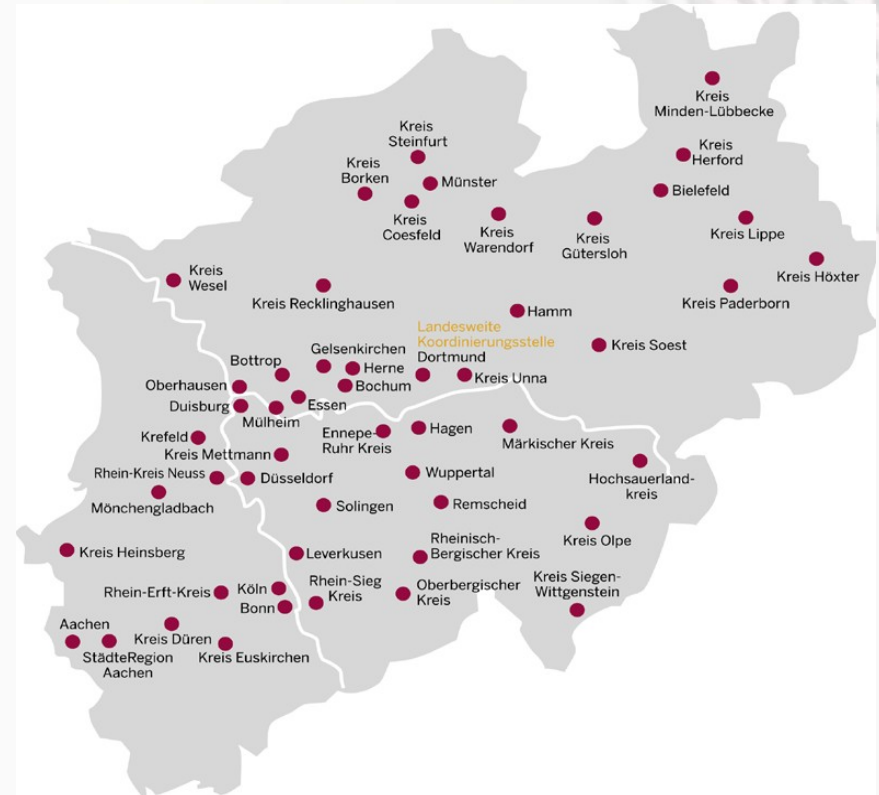 Kreis
Minden-Lübbecke
Kreis
Steinfurt
Kreis
Herford
Kreis
Borken
Münster
Bielefeld
Kreis
Coesfeld
Kreis
Warendorf
Kreis
Gütersloh
Kreis Lippe
Kreis
Wesel
Kreis Höxter
Kreis Recklinghausen
Kreis Paderborn
Hamm
Landesweite
Koordinierungsstelle
Dortmund
Kreis Soest
Gelsenkirchen
Bottrop
Herne
Kreis Unna
Oberhausen
Bochum
Duisburg
Essen
Mülheim
Krefeld
Ennepe-
Ruhr Kreis
Hagen
Märkischer Kreis
Kreis Mettmann
Rhein-Kreis Neuss
Düsseldorf
Wuppertal
Hochsauerland-
kreis
Mönchengladbach
Solingen
Remscheid
Kreis Olpe
Kreis Heinsberg
Leverkusen
Rheinisch-
Bergischer Kreis
Rhein-Erft-Kreis
Köln
Bonn
Rhein-Sieg
Kreis
Oberbergischer
Kreis
Kreis Siegen-
Wittgenstein
Aachen
StädteRegion
Aachen
Kreis Düren
Kreis Euskirchen